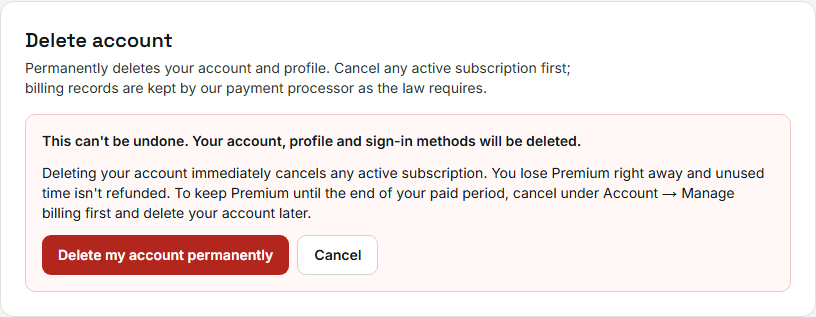 Delete account
Permanently deletes your account and profile. Cancel any active subscription first;
billing records are kept by our payment processor as the law requires.
This can't be undone. Your account, profile and sign-in methods will be deleted.
Deleting your account immediately cancels any active subscription. You lose Premium right away and unused
time isn't refunded. To keep Premium until the end of your paid period, cancel under Account → Manage
billing first and delete your account later.
Delete my account permanently
Cancel